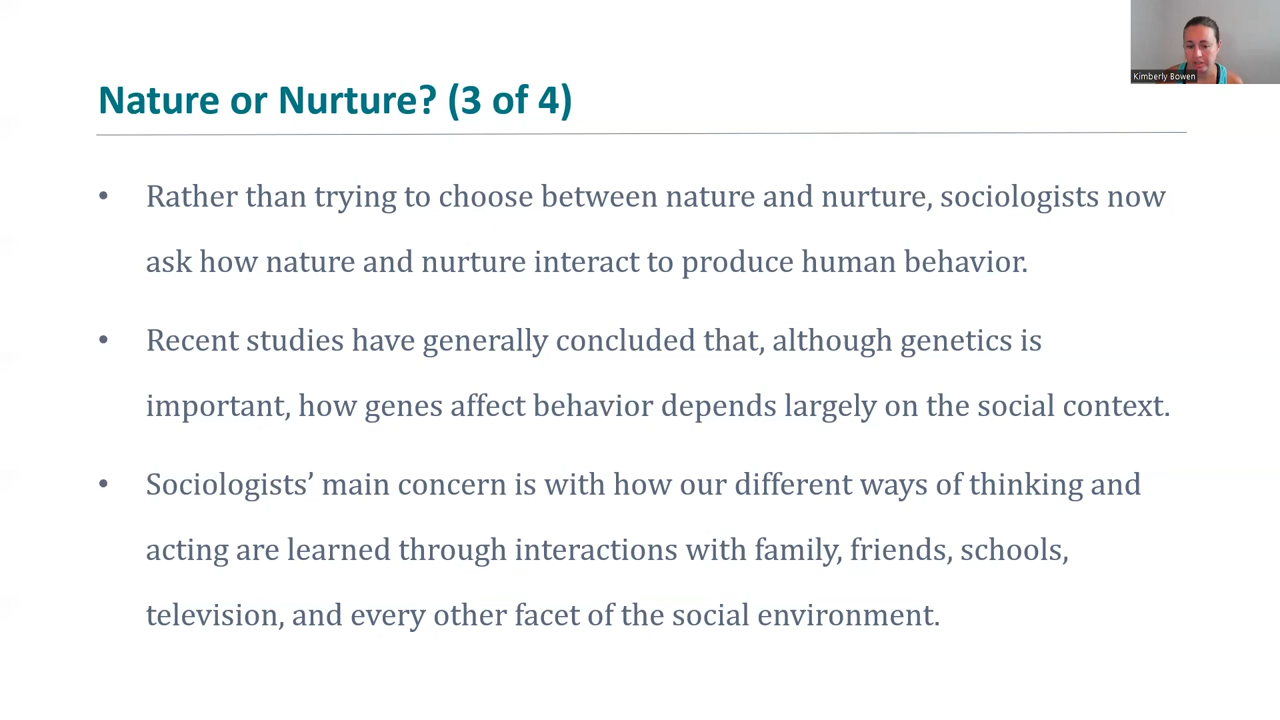 Kimberly Bowen
Nature or Nurture? (3 of 4)
• Rather than trying to choose between nature and nurture, sociologists now
ask how nature and nurture interact to produce human behavior.
• Recent studies have generally concluded that, although genetics is
important, how genes affect behavior depends largely on the social context.
• Sociologists’ main concern is with how our different ways of thinking and
acting are learned through interactions with family, friends, schools,
television, and every other facet of the social environment.